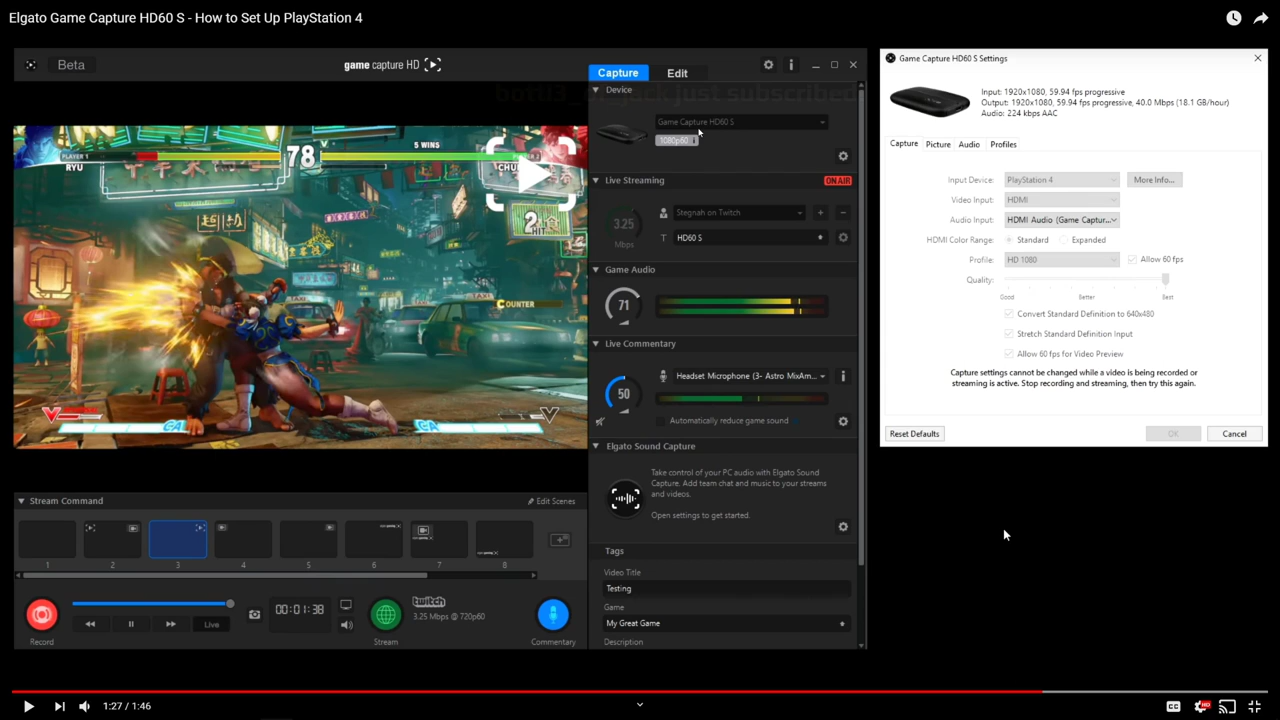 Elgato Game Capture HD60 S - How to Set Up PlayStation 4
Beta
game capture HD
Capture
Edit
botti3_ just subscribed
Device
Game Capture HD60 S
1080p60 i
Live Streaming
ON AIR
3.25
Mbps
Stegnah on Twitch
T HD60 S
Game Audio
71
Live Commentary
50
Headset Microphone (3- Astro MixAm...
Automatically reduce game sound
Elgato Sound Capture
Take control of your PC audio with Elgato Sound
Capture. Add team chat and music to your streams
and videos.
Open settings to get started.
Tags
Video Title
Testing
Game
My Great Game
Description
PLAYER 1
RYU
78
5 WINS
CHU
2
HIT
COUNTER
TAXI
Stream Command
Edit Scenes
1 2 3 4 5 6 7 8
00:01:38
Live
twitch
3.25 Mbps @ 720p60
Record
Stream
Commentary
Game Capture HD60 S Settings
Input: 1920x1080, 59.94 fps progressive
Output: 1920x1080, 59.94 fps progressive, 40.0 Mbps (18.1 GB/hour)
Audio: 224 kbps AAC
Capture Picture Audio Profiles
Input Device: PlayStation 4 More Info...
Video Input: HDMI
Audio Input: HDMI Audio (Game Captur...
HDMI Color Range: Standard Expanded
Profile: HD 1080 Allow 60 fps
Quality:
Good Better Best
Convert Standard Definition to 640x480
Stretch Standard Definition Input
Allow 60 fps for Video Preview
Capture settings cannot be changed while a video is being recorded or
streaming is active. Stop recording and streaming, then try this again.
Reset Defaults OK Cancel
1:27 / 1:46
CC
HD